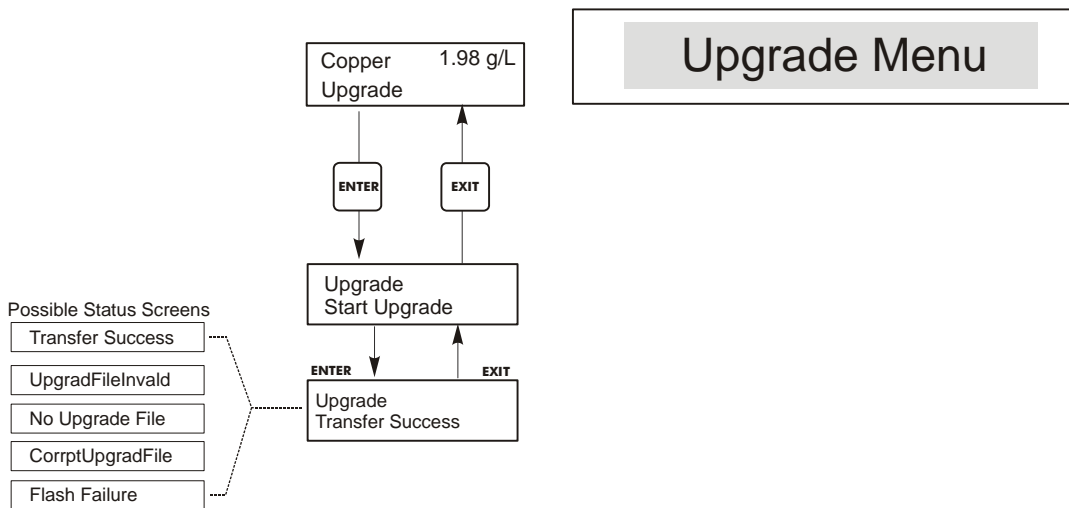 Upgrade Menu
Copper 1.98 g/L
Upgrade
ENTER EXIT
Upgrade
Start Upgrade
ENTER EXIT
Upgrade
Transfer Success
Possible Status Screens
Transfer Success
UpgradFileInvald
No Upgrade File
CorrptUpgradFile
Flash Failure